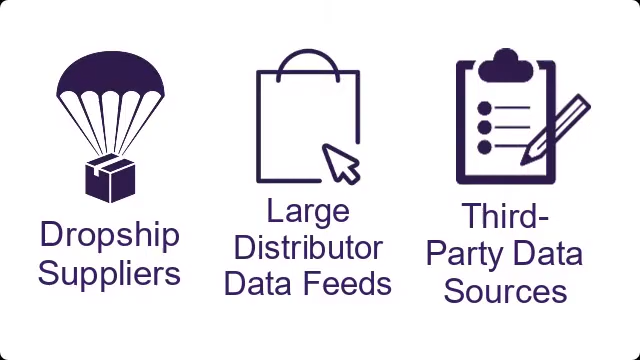 Dropship
Suppliers
Large
Distributor
Data Feeds
Third-
Party Data
Sources